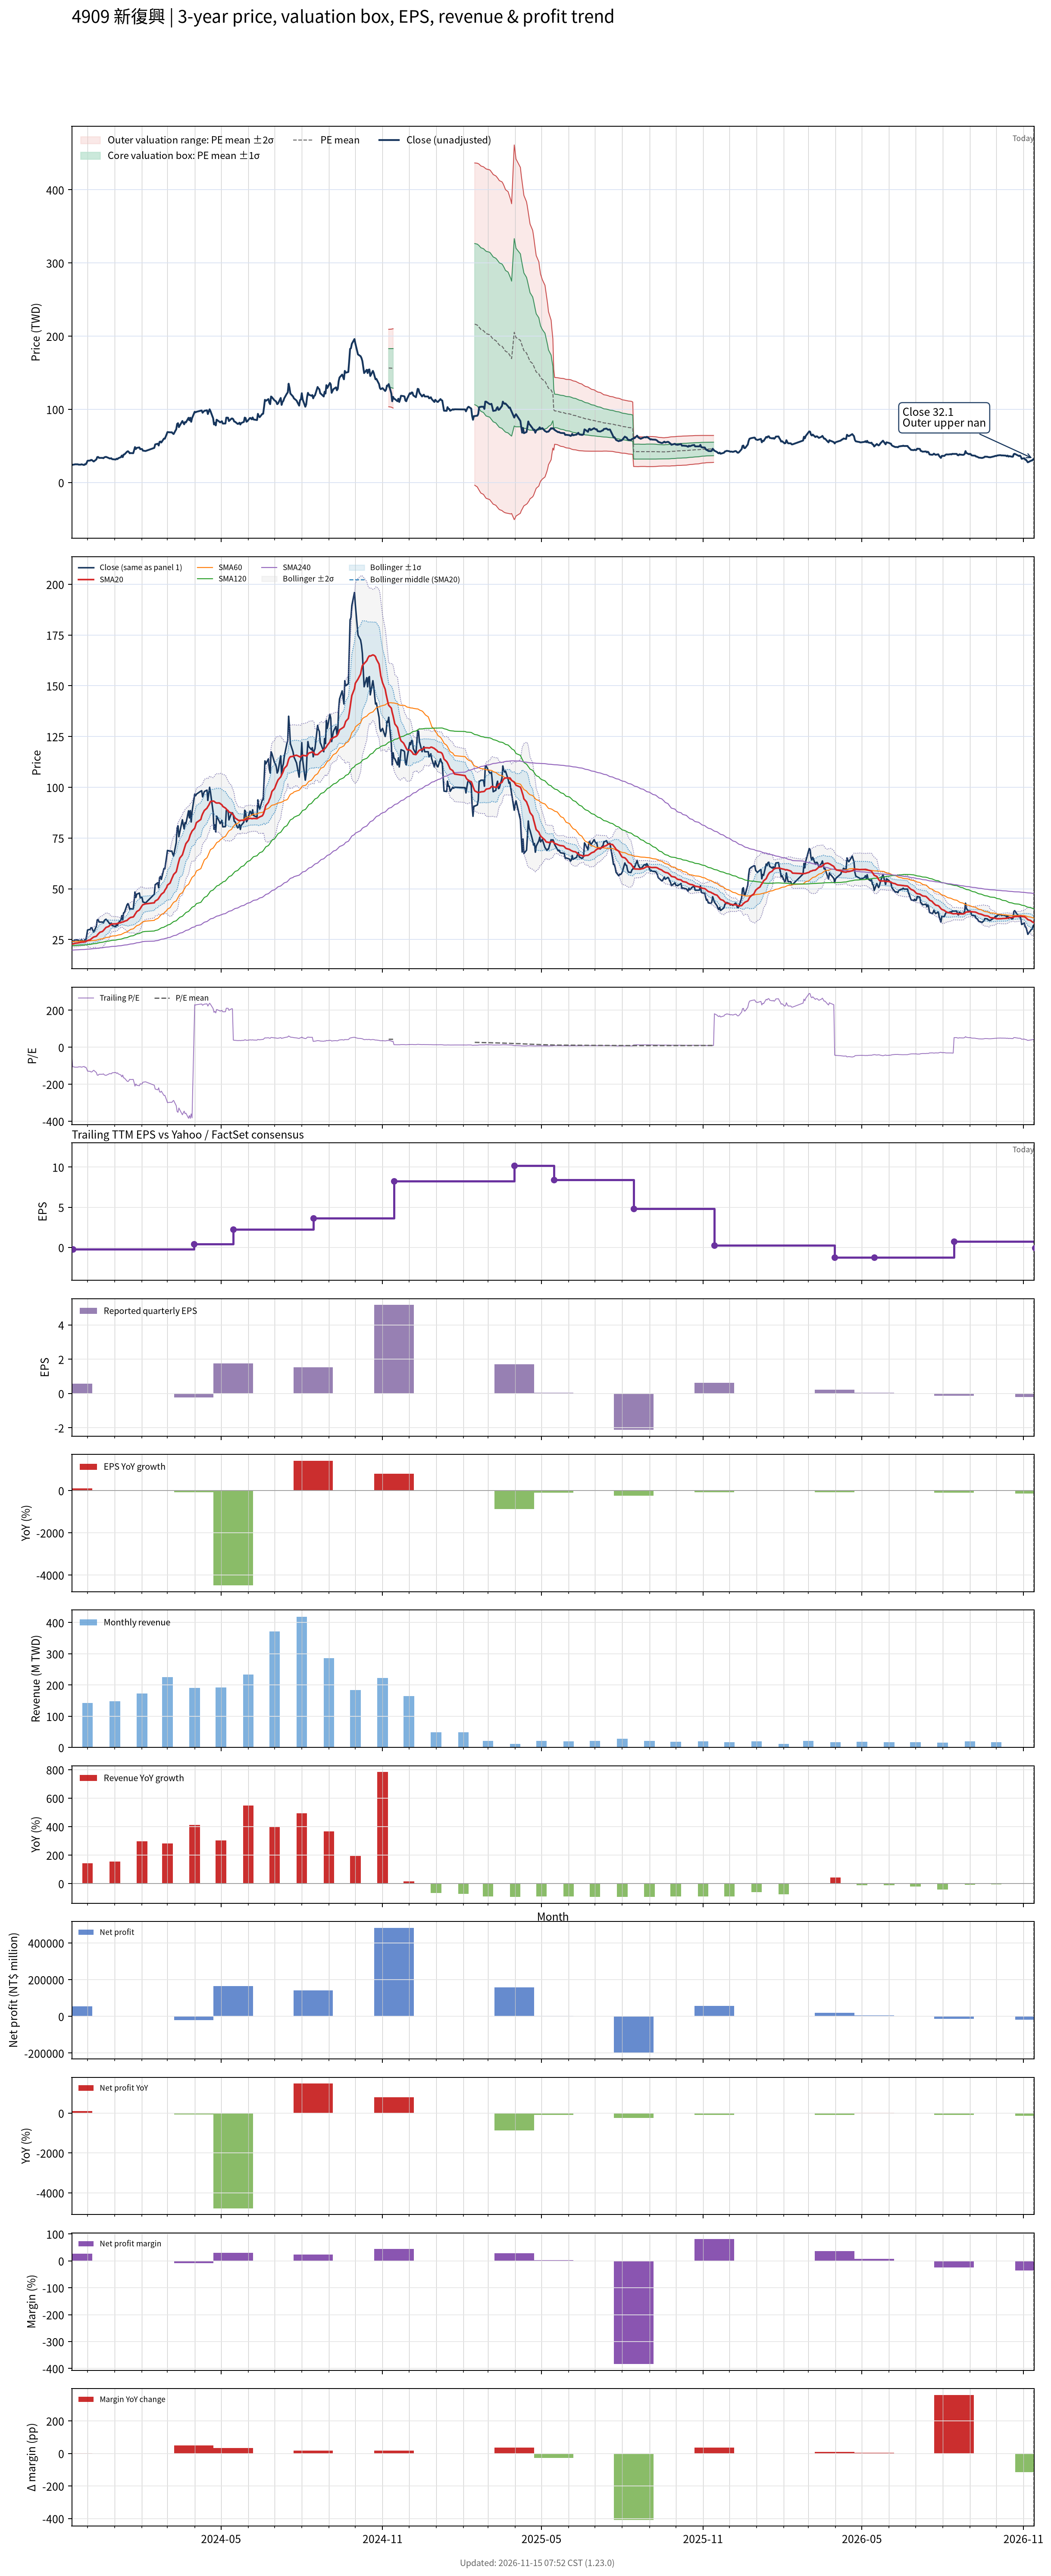 4909 新復興 | 3-year price, valuation box, EPS, revenue & profit trend
Outer valuation range: PE mean ±2σ
PE mean
Close (unadjusted)
Core valuation box: PE mean ±1σ
Today
400
300
200
100
0
Price (TWD)
Close 32.1
Outer upper nan
Close (same as panel 1)
SMA20
SMA60
SMA120
SMA240
Bollinger ±2σ
Bollinger ±1σ
Bollinger middle (SMA20)
200
175
150
125
100
75
50
25
Price
Trailing P/E
P/E mean
200
0
-200
-400
P/E
Trailing TTM EPS vs Yahoo / FactSet consensus
Today
10
5
0
EPS
Reported quarterly EPS
4
2
0
-2
EPS
EPS YoY growth
0
-2000
-4000
YoY (%)
Monthly revenue
400
300
200
100
0
Revenue (M TWD)
Revenue YoY growth
800
600
400
200
0
YoY (%)
Month
Net profit
400000
200000
0
-200000
Net profit (NT$ million)
Net profit YoY
0
-2000
-4000
YoY (%)
Net profit margin
100
0
-100
-200
-300
-400
Margin (%)
Margin YoY change
200
0
-200
-400
Δ margin (pp)
2024-05
2024-11
2025-05
2025-11
2026-05
2026-11
Updated: 2026-11-15 07:52 CST (1.23.0)